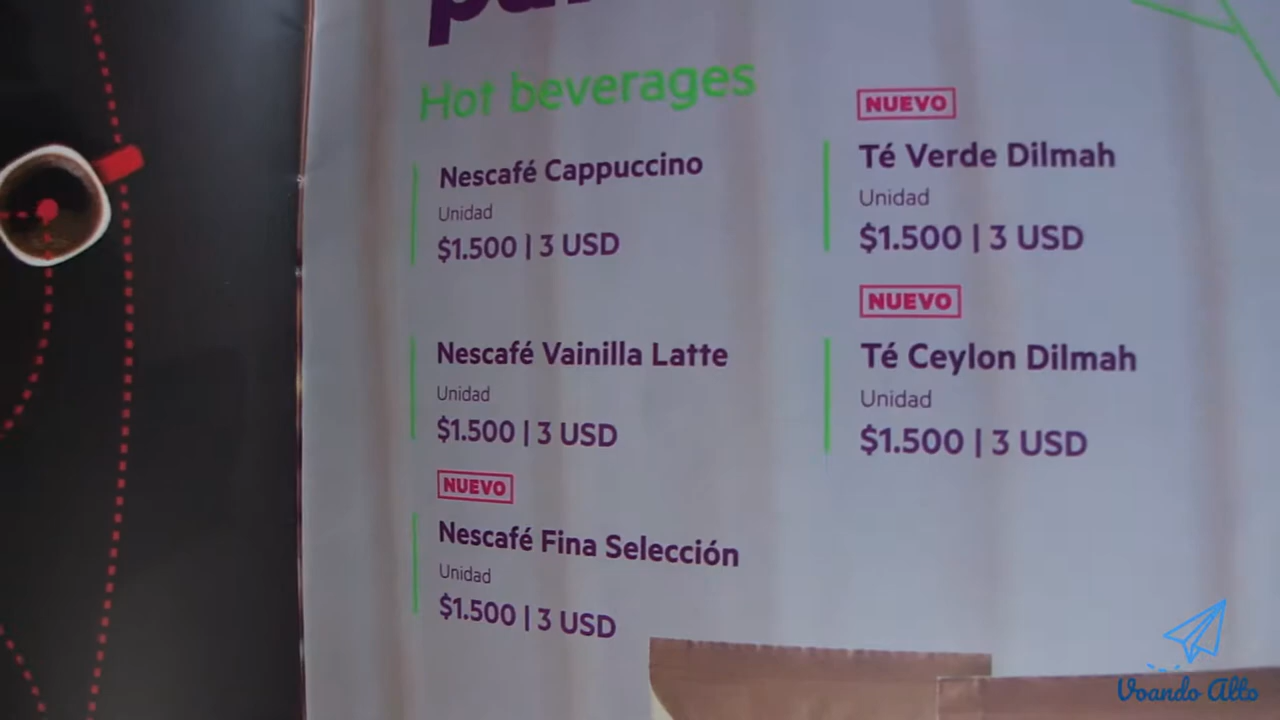 Hot beverages
Nescafé Cappuccino
Unidad
$1.500 | 3 USD
Nescafé Vainilla Latte
Unidad
$1.500 | 3 USD
NUEVO
Nescafé Fina Selección
Unidad
$1.500 | 3 USD
NUEVO
Té Verde Dilmah
Unidad
$1.500 | 3 USD
NUEVO
Té Ceylon Dilmah
Unidad
$1.500 | 3 USD
Voando Alto